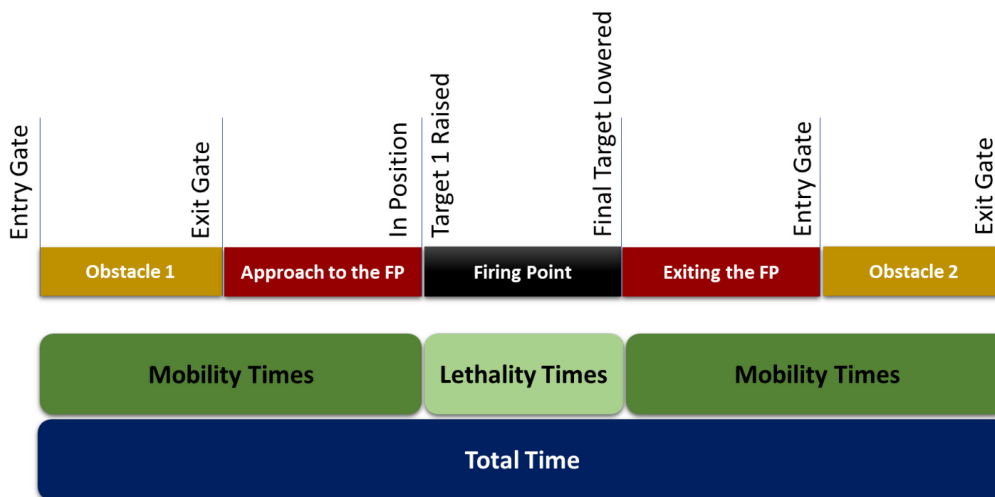 Entry Gate
Exit Gate
In Position
Target 1 Raised
Final Target Lowered
Entry Gate
Exit Gate
Obstacle 1
Approach to the FP
Firing Point
Exiting the FP
Obstacle 2
Mobility Times
Lethality Times
Mobility Times
Total Time